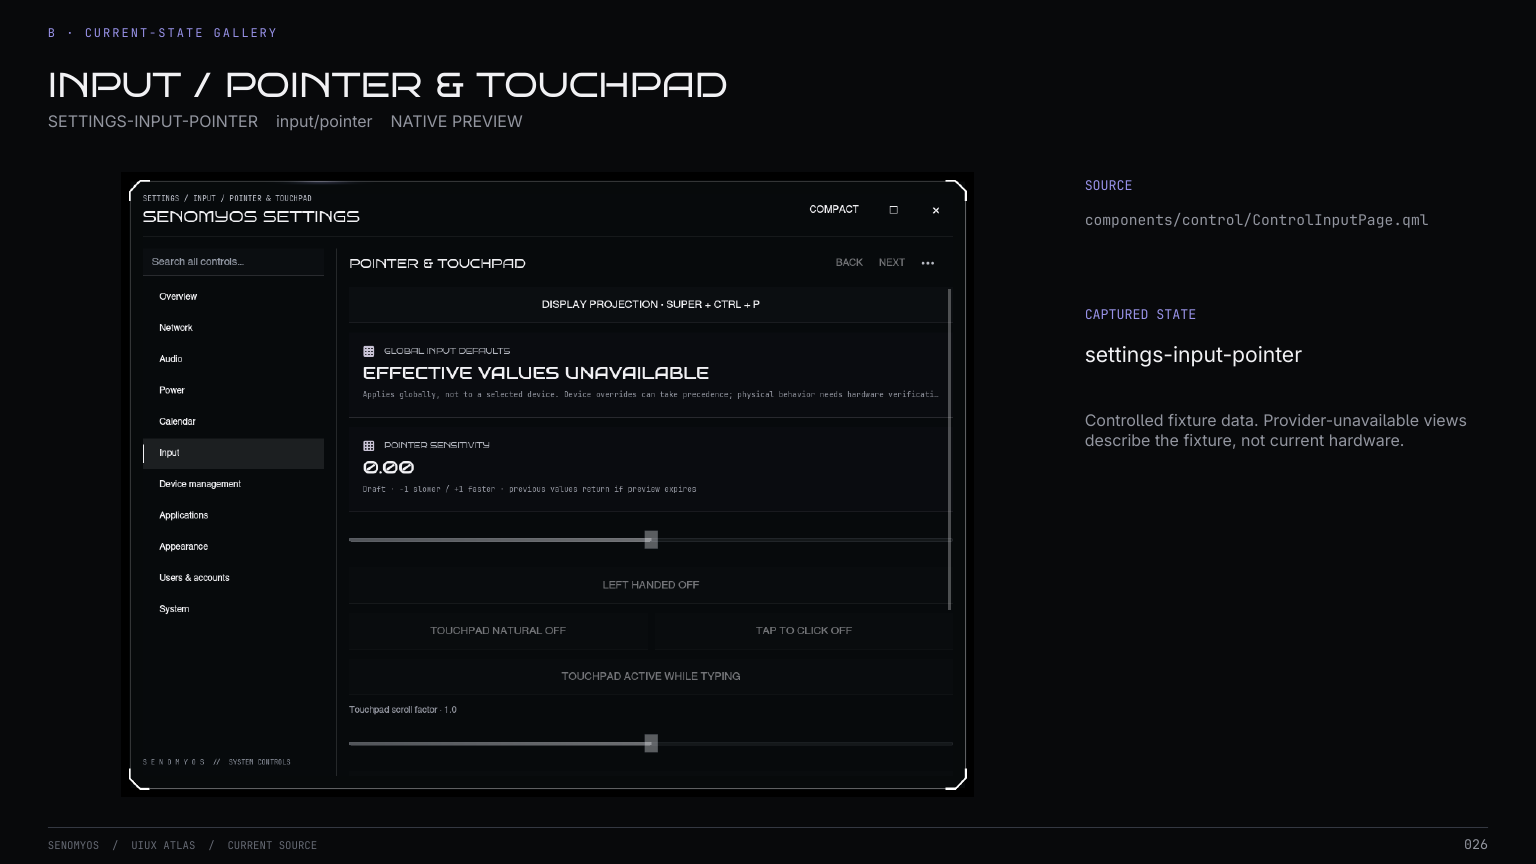 B · CURRENT-STATE GALLERY
INPUT / POINTER & TOUCHPAD
SETTINGS-INPUT-POINTER input/pointer NATIVE PREVIEW
SETTINGS / INPUT / POINTER & TOUCHPAD
SENOMYOS SETTINGS
COMPACT
Search all controls...
Overview
Network
Audio
Power
Calendar
Input
Device management
Applications
Appearance
Users & accounts
System
SENOMYOS // SYSTEM CONTROLS
POINTER & TOUCHPAD
BACK NEXT •••
DISPLAY PROJECTION · SUPER + CTRL + P
GLOBAL INPUT DEFAULTS
EFFECTIVE VALUES UNAVAILABLE
Applies globally, not to a selected device. Device overrides can take precedence; physical behavior needs hardware verificati…
POINTER SENSITIVITY
0.00
Draft · -1 slower / +1 faster · previous values return if preview expires
LEFT HANDED OFF
TOUCHPAD NATURAL OFF
TAP TO CLICK OFF
TOUCHPAD ACTIVE WHILE TYPING
Touchpad scroll factor · 1.0
SOURCE
components/control/ControlInputPage.qml
CAPTURED STATE
settings-input-pointer
Controlled fixture data. Provider-unavailable views
describe the fixture, not current hardware.
SENOMYOS / UIUX ATLAS / CURRENT SOURCE
026